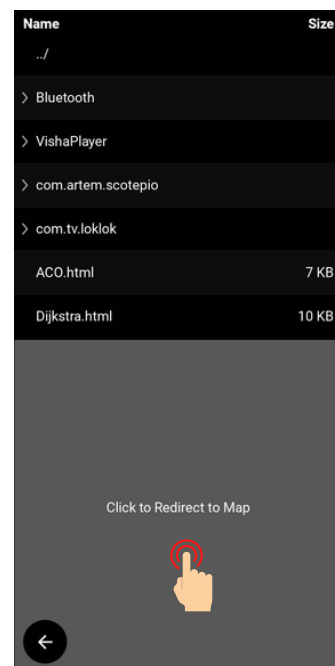 Name Size
../
Bluetooth
VishaPlayer
com.artem.scotepio
com.tv.loklok
ACO.html 7 KB
Dijkstra.html 10 KB
Click to Redirect to Map